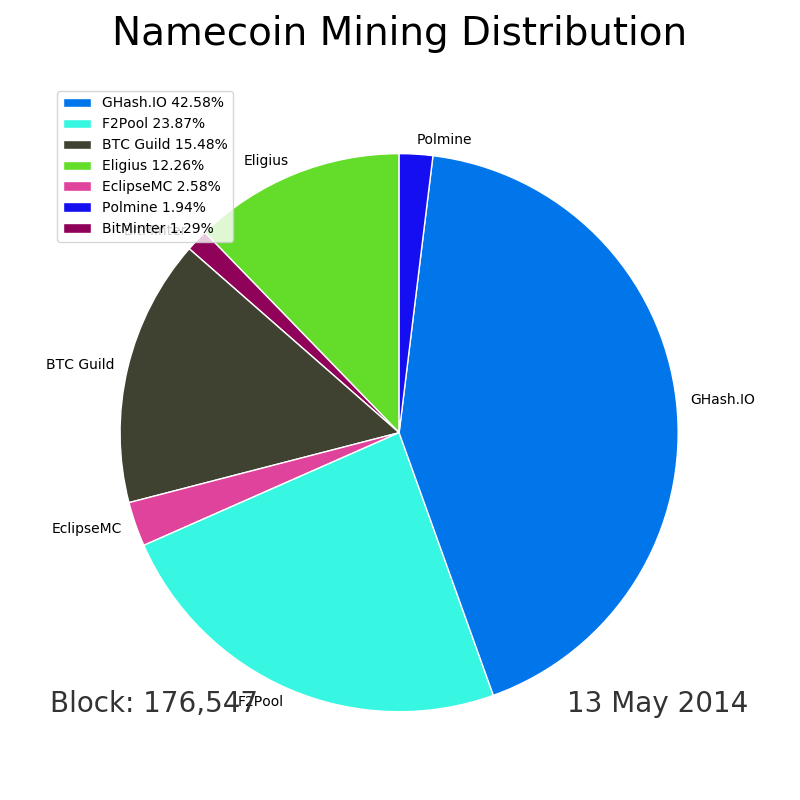 Namecoin Mining Distribution
GHash.IO 42.58%
F2Pool 23.87%
BTC Guild 15.48%
Eligius 12.26%
EclipseMC 2.58%
Polmine 1.94%
BitMinter 1.29%
Polmine
Eligius
BitMinter
BTC Guild
GHash.IO
EclipseMC
F2Pool
Block: 176,547
13 May 2014